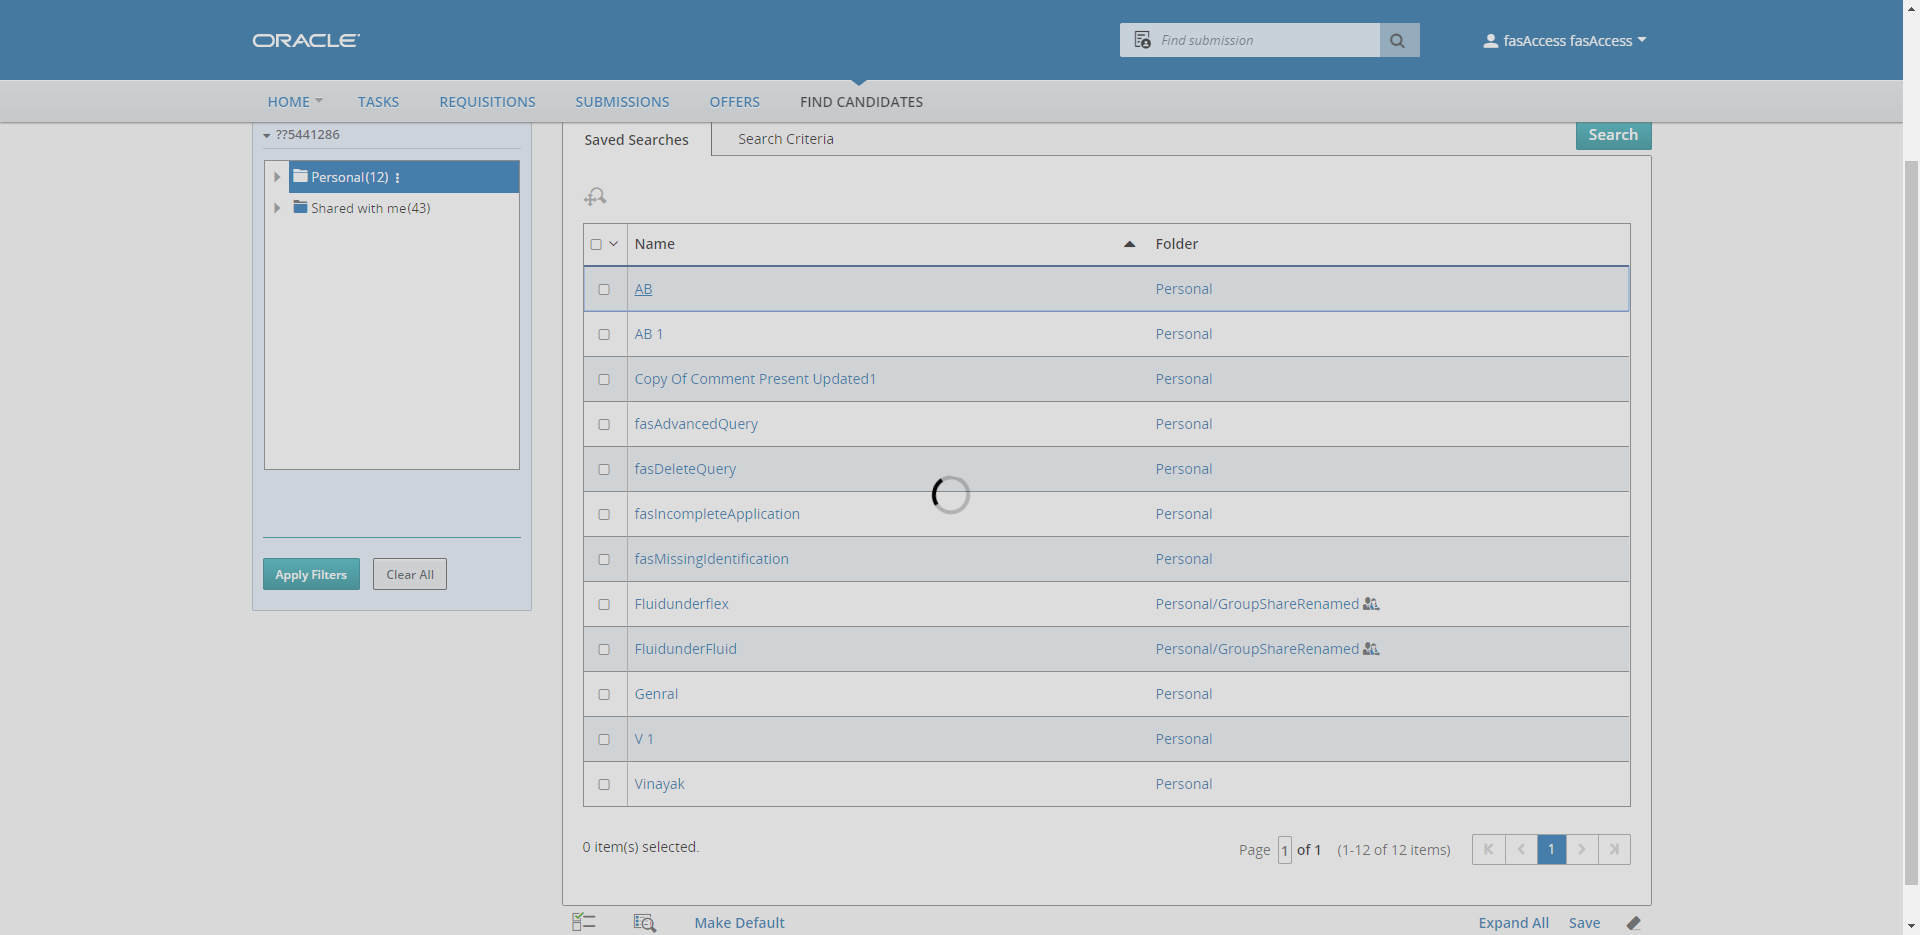 ORACLE
Find submission
fasAccess fasAccess
HOME
TASKS
REQUISITIONS
SUBMISSIONS
OFFERS
FIND CANDIDATES
??5441286
Personal(12)
Shared with me(43)
Apply Filters
Clear All
Saved Searches
Search Criteria
Search
Name
Folder
AB Personal
AB 1 Personal
Copy Of Comment Present Updated1 Personal
fasAdvancedQuery Personal
fasDeleteQuery Personal
fasIncompleteApplication Personal
fasMissingIdentification Personal
Fluidunderflex Personal/GroupShareRenamed
FluidunderFluid Personal/GroupShareRenamed
Genral Personal
V 1 Personal
Vinayak Personal
0 item(s) selected.
Page 1 of 1 (1-12 of 12 items)
1
Make Default
Expand All
Save